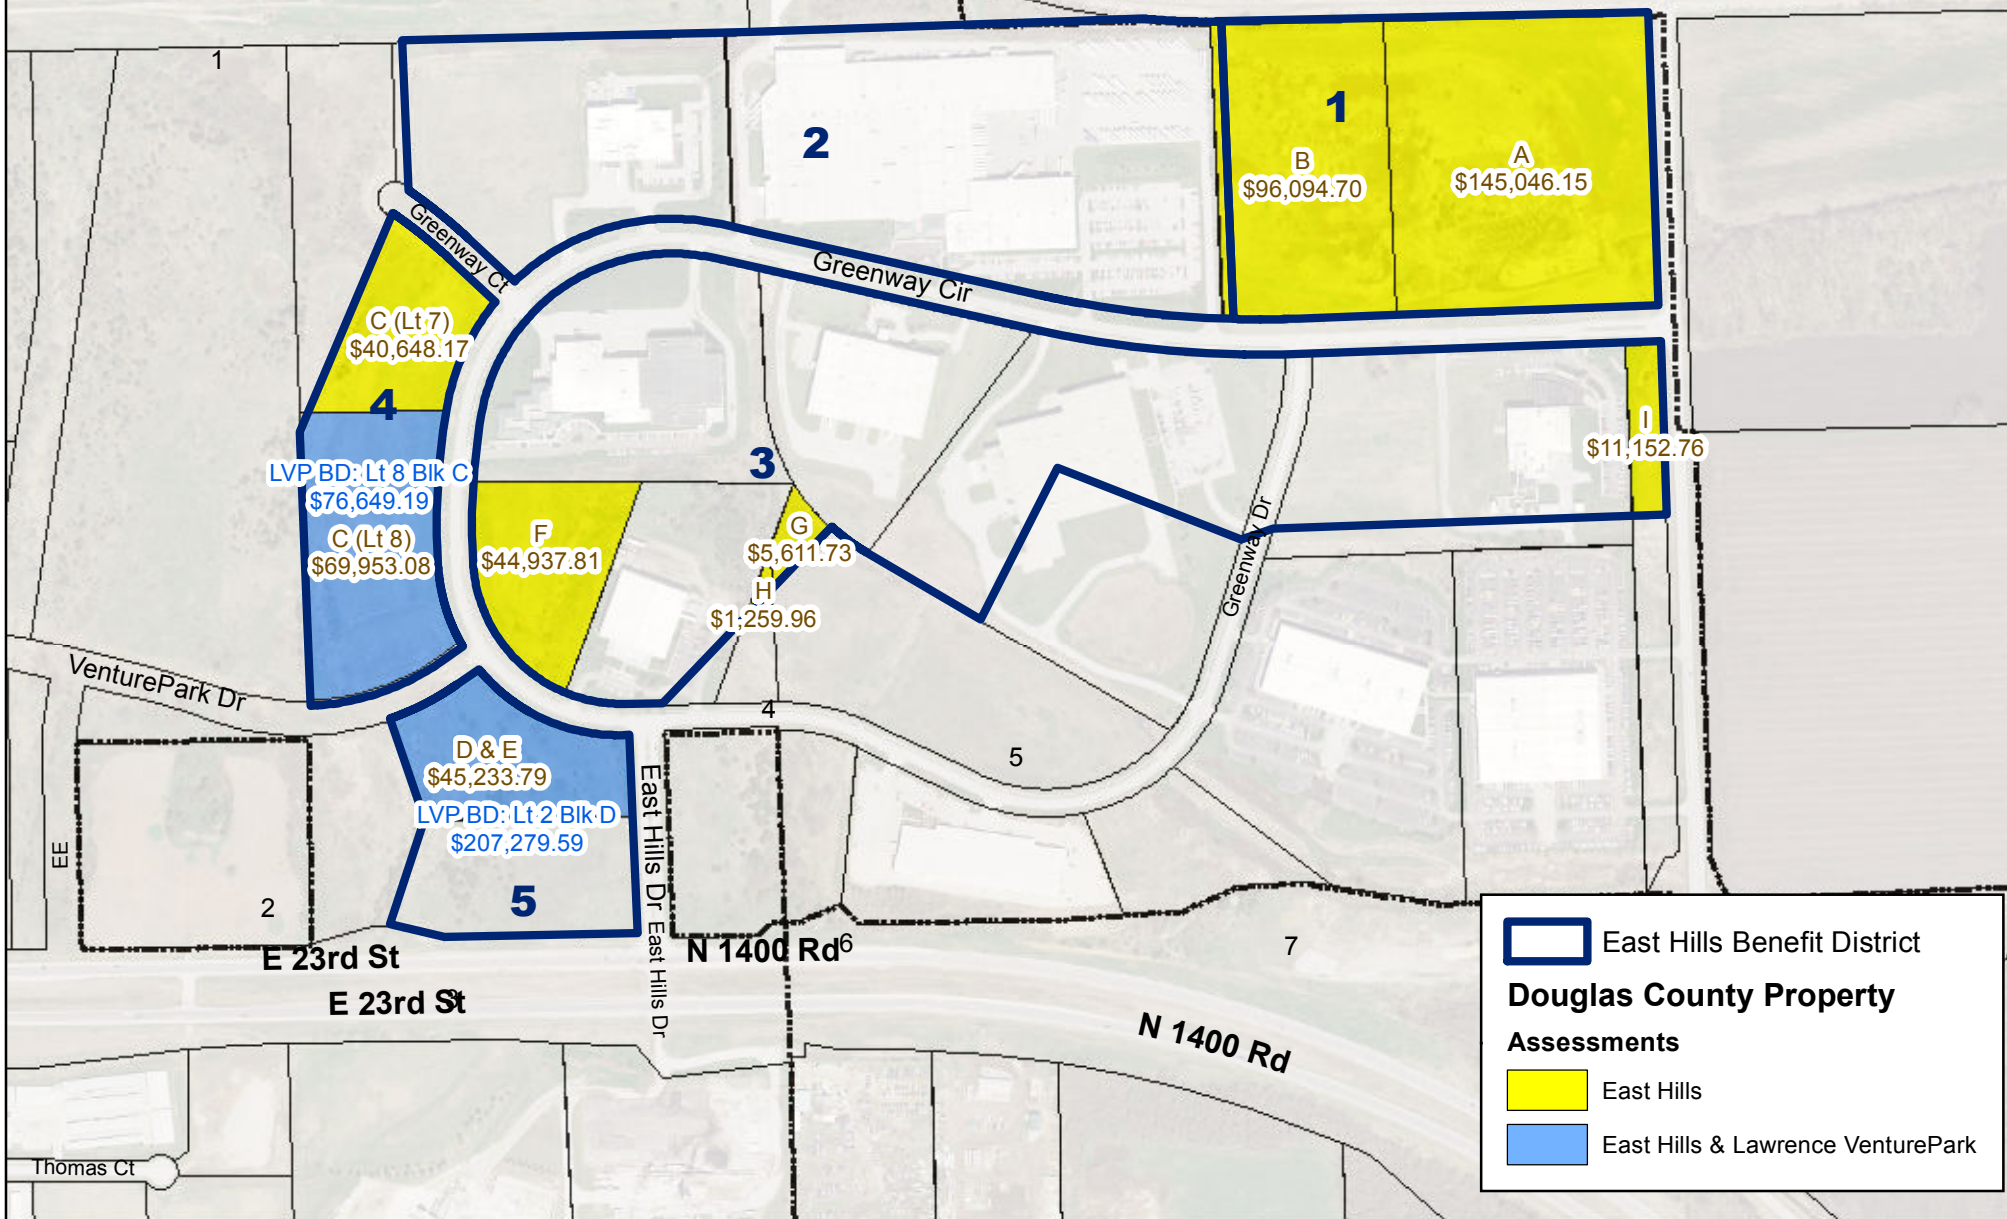 1
2
1
B
$96,094.70
A
$145,046.15
Greenway Ct
Greenway Cir
C (Lt 7)
$40,648.17
4
I
$11,152.76
3
LVP BD: Lt 8 Blk C
$76,649.19
C (Lt 8)
$69,953.08
F
$44,937.81
G
$5,611.73
H
$1,259.96
Greenway Dr
VenturePark Dr
4
5
D & E
$45,233.79
LVP BD: Lt 2 Blk D
$207,279.59
East Hills Dr
EE
2
5
E 23rd St
N 1400 Rd
6
7
East Hills Dr
E 23rd St
3
N 1400 Rd
Thomas Ct
East Hills Benefit District
Douglas County Property
Assessments
East Hills
East Hills & Lawrence VenturePark